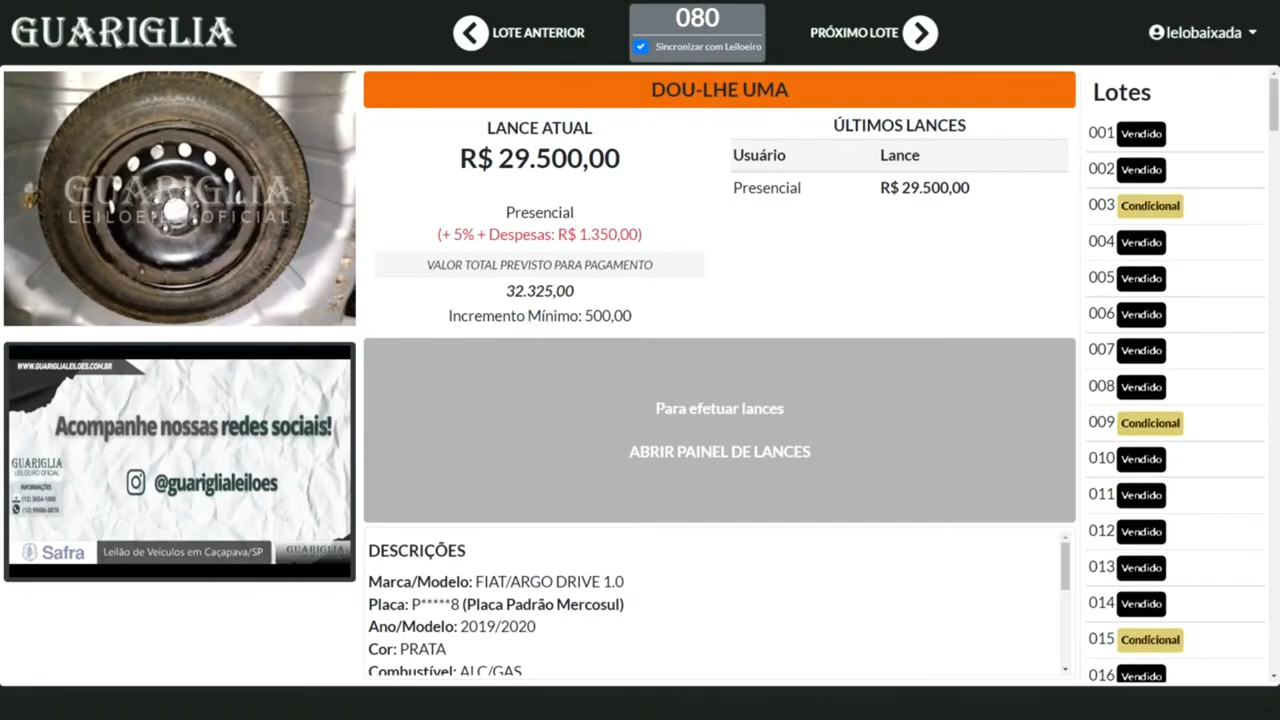 GUARIGLIA
LOTE ANTERIOR
080
Sincronizar com Leiloeiro
PRÓXIMO LOTE
lelobaixada
GUARIGLIA
LEILOEIRO OFICIAL
DOU-LHE UMA
LANCE ATUAL
R$ 29.500,00
Presencial
(+ 5% + Despesas: R$ 1.350,00)
VALOR TOTAL PREVISTO PARA PAGAMENTO
32.325,00
Incremento Mínimo: 500,00
ÚLTIMOS LANCES
Usuário Lance
Presencial R$ 29.500,00
Para efetuar lances
ABRIR PAINEL DE LANCES
WWW.GUARIGLIALEILOES.COM.BR
Acompanhe nossas redes sociais!
@guariglialeiloes
GUARIGLIA
LEILOEIRO OFICIAL
INFORMAÇÕES
Safra
Leilão de Veículos em Caçapava/SP
GUARIGLIA
DESCRIÇÕES
Marca/Modelo: FIAT/ARGO DRIVE 1.0
Placa: P*****8 (Placa Padrão Mercosul)
Ano/Modelo: 2019/2020
Cor: PRATA
Combustível: ALC/GAS
Lotes
001 Vendido
002 Vendido
003 Condicional
004 Vendido
005 Vendido
006 Vendido
007 Vendido
008 Vendido
009 Condicional
010 Vendido
011 Vendido
012 Vendido
013 Vendido
014 Vendido
015 Condicional
016 Vendido